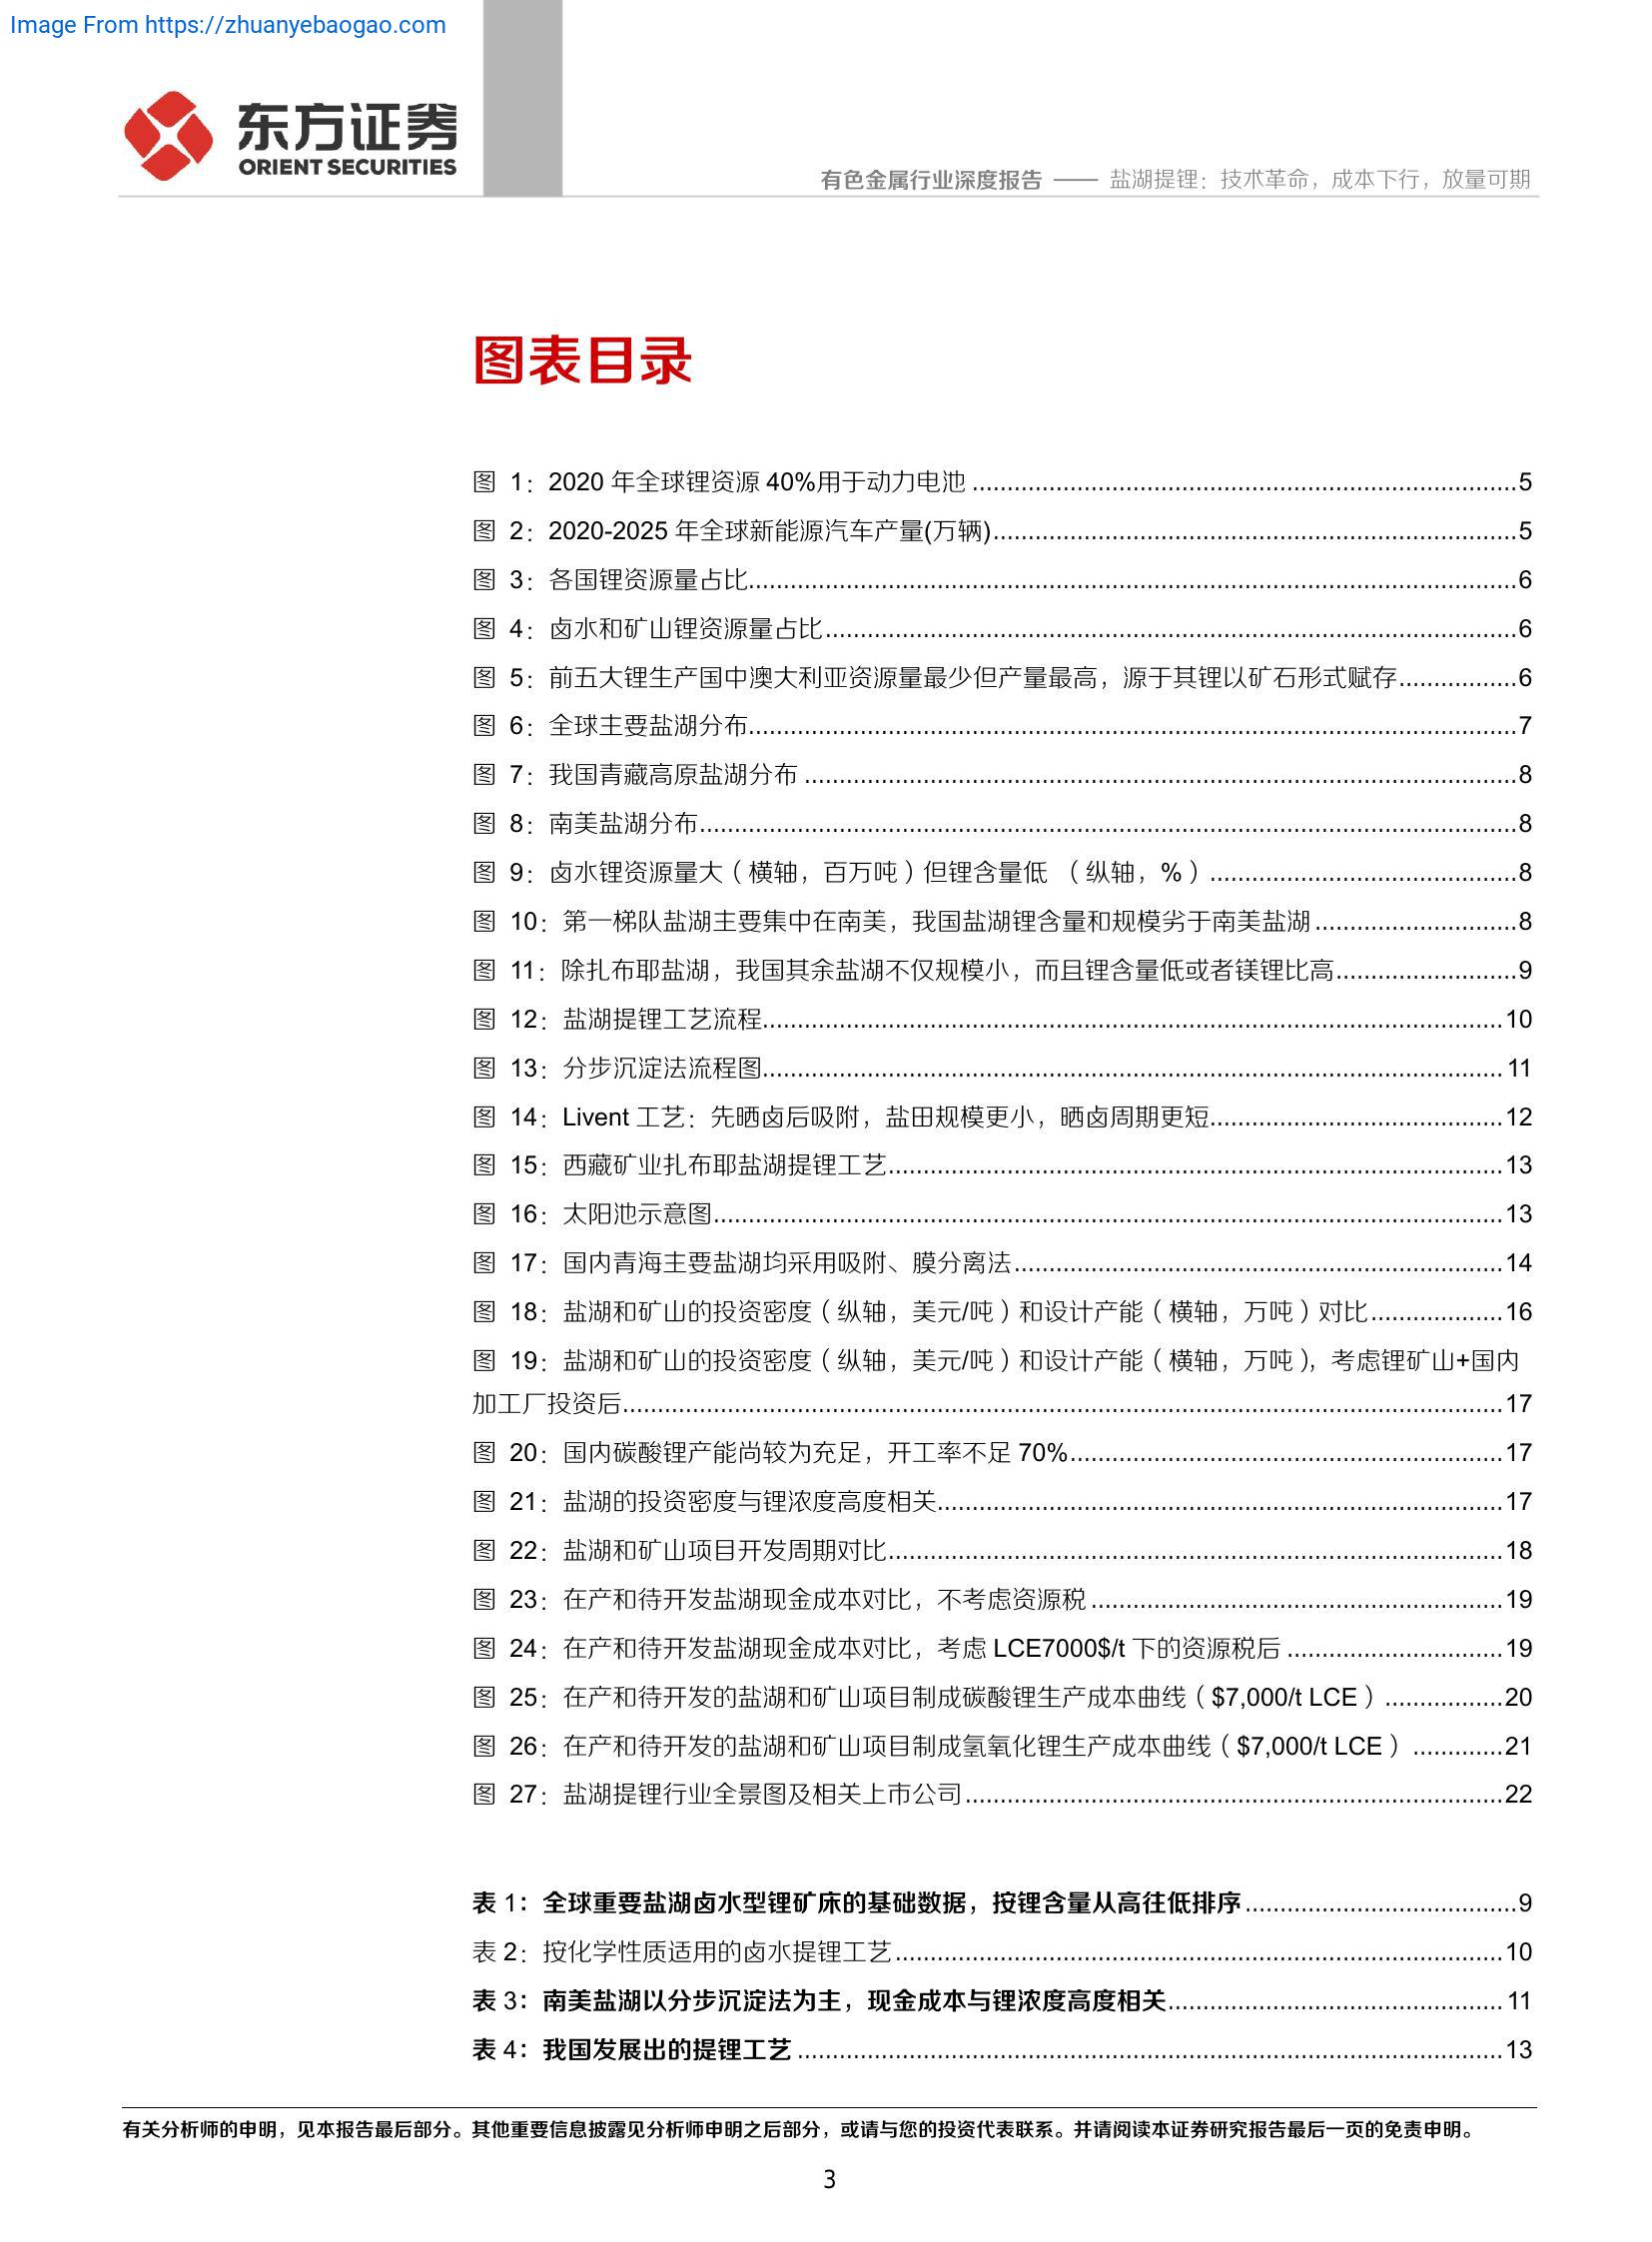 Image From https://zhuanyebaogao.com
东方证券
ORIENT SECURITIES
有色金属行业深度报告 —— 盐湖提锂：技术革命，成本下行，放量可期
图表目录
图 1：2020 年全球锂资源 40%用于动力电池 ........................................................................5
图 2：2020-2025 年全球新能源汽车产量(万辆)........................................................................5
图 3：各国锂资源量占比........................................................................6
图 4：卤水和矿山锂资源量占比........................................................................6
图 5：前五大锂生产国中澳大利亚资源量最少但产量最高，源于其锂以矿石形式赋存.................6
图 6：全球主要盐湖分布........................................................................7
图 7：我国青藏高原盐湖分布 ........................................................................8
图 8：南美盐湖分布........................................................................8
图 9：卤水锂资源量大（横轴，百万吨）但锂含量低 （纵轴，%）............................................8
图 10：第一梯队盐湖主要集中在南美，我国盐湖锂含量和规模劣于南美盐湖 .............................8
图 11：除扎布耶盐湖，我国其余盐湖不仅规模小，而且锂含量低或者镁锂比高..........................9
图 12：盐湖提锂工艺流程........................................................................10
图 13：分步沉淀法流程图........................................................................11
图 14：Livent 工艺：先晒卤后吸附，盐田规模更小，晒卤周期更短..........................................12
图 15：西藏矿业扎布耶盐湖提锂工艺........................................................................13
图 16：太阳池示意图........................................................................13
图 17：国内青海主要盐湖均采用吸附、膜分离法......................................................................14
图 18：盐湖和矿山的投资密度（纵轴，美元/吨）和设计产能（横轴，万吨）对比...................16
图 19：盐湖和矿山的投资密度（纵轴，美元/吨）和设计产能（横轴，万吨），考虑锂矿山+国内
加工厂投资后........................................................................17
图 20：国内碳酸锂产能尚较为充足，开工率不足 70%..............................................................17
图 21：盐湖的投资密度与锂浓度高度相关........................................................................17
图 22：盐湖和矿山项目开发周期对比........................................................................18
图 23：在产和待开发盐湖现金成本对比，不考虑资源税 ...........................................................19
图 24：在产和待开发盐湖现金成本对比，考虑 LCE7000$/t 下的资源税后 ...............................19
图 25：在产和待开发的盐湖和矿山项目制成碳酸锂生产成本曲线（$7,000/t LCE）.................20
图 26：在产和待开发的盐湖和矿山项目制成氢氧化锂生产成本曲线（$7,000/t LCE） .............21
图 27：盐湖提锂行业全景图及相关上市公司........................................................................22
表 1：全球重要盐湖卤水型锂矿床的基础数据，按锂含量从高往低排序.......................................9
表 2：按化学性质适用的卤水提锂工艺........................................................................10
表 3：南美盐湖以分步沉淀法为主，现金成本与锂浓度高度相关................................................11
表 4：我国发展出的提锂工艺 ........................................................................13
有关分析师的申明，见本报告最后部分。其他重要信息披露见分析师申明之后部分，或请与您的投资代表联系。并请阅读本证券研究报告最后一页的免责申明。
3